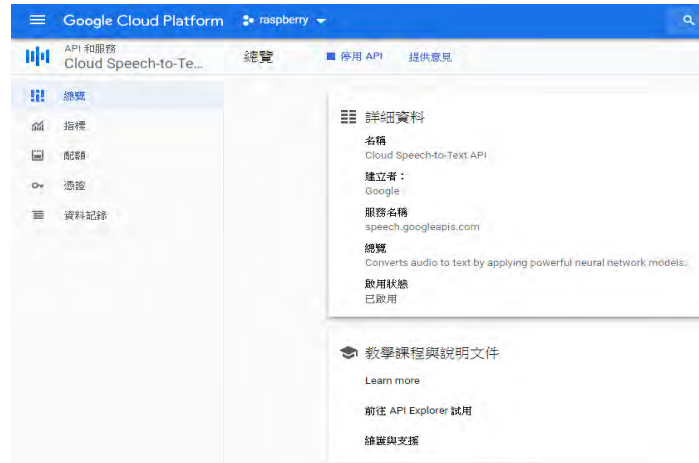 Google Cloud Platform raspberry
API 和服務
Cloud Speech-to-Te...
總覽 停用 API 提供意見
總覽
指標
配額
憑證
資料記錄
詳細資料
名稱
Cloud Speech-to-Text API
建立者：
Google
服務名稱
speech.googleapis.com
總覽
Converts audio to text by applying powerful neural network models.
啟用狀態
已啟用
教學課程與說明文件
Learn more
前往 API Explorer 試用
維護與支援